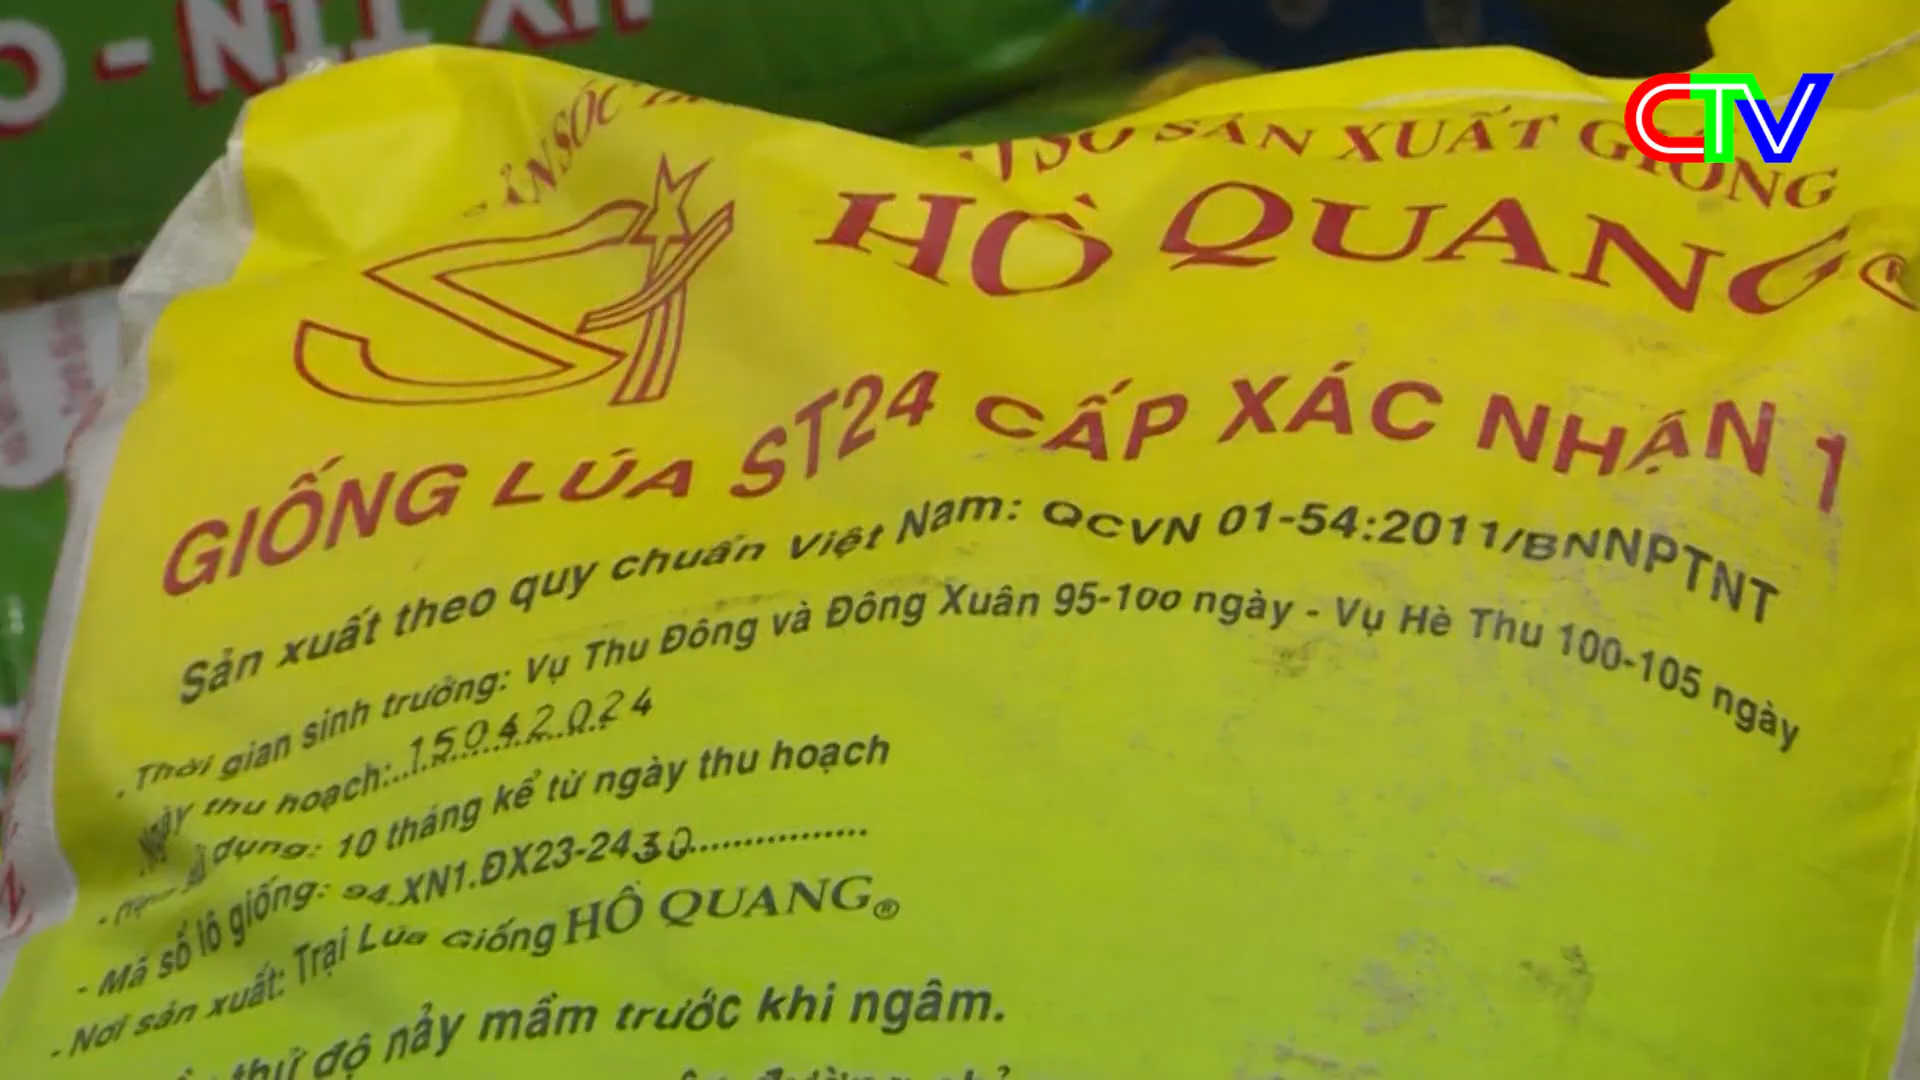 CTV
SẢN XUẤT GIỐNG
HỒ QUANG ®
GIỐNG LÚA ST24 CẤP XÁC NHẬN 1
Sản xuất theo quy chuẩn Việt Nam: QCVN 01-54:2011/BNNPTNT
. Thời gian sinh trưởng: Vụ Thu Đông và Đông Xuân 95-100 ngày - Vụ Hè Thu 100-105 ngày
Ngày thu hoạch:..15042024
dụng: 10 tháng kể từ ngày thu hoạch
- Mã số lô giống: 94.XN1.ĐX23-2430...............
- Nơi sản xuất: Trại Lúa Giống HỒ QUANG®
thử độ nảy mầm trước khi ngâm.